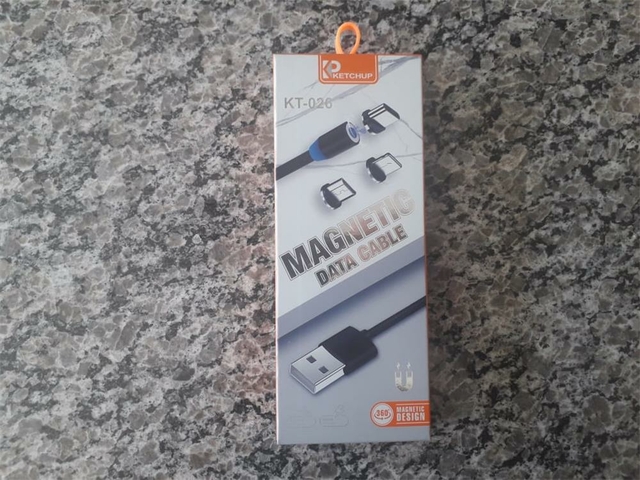 KETCHUP
KT-026
MAGNETIC
DATA CABLE
360°
MAGNETIC
DESIGN